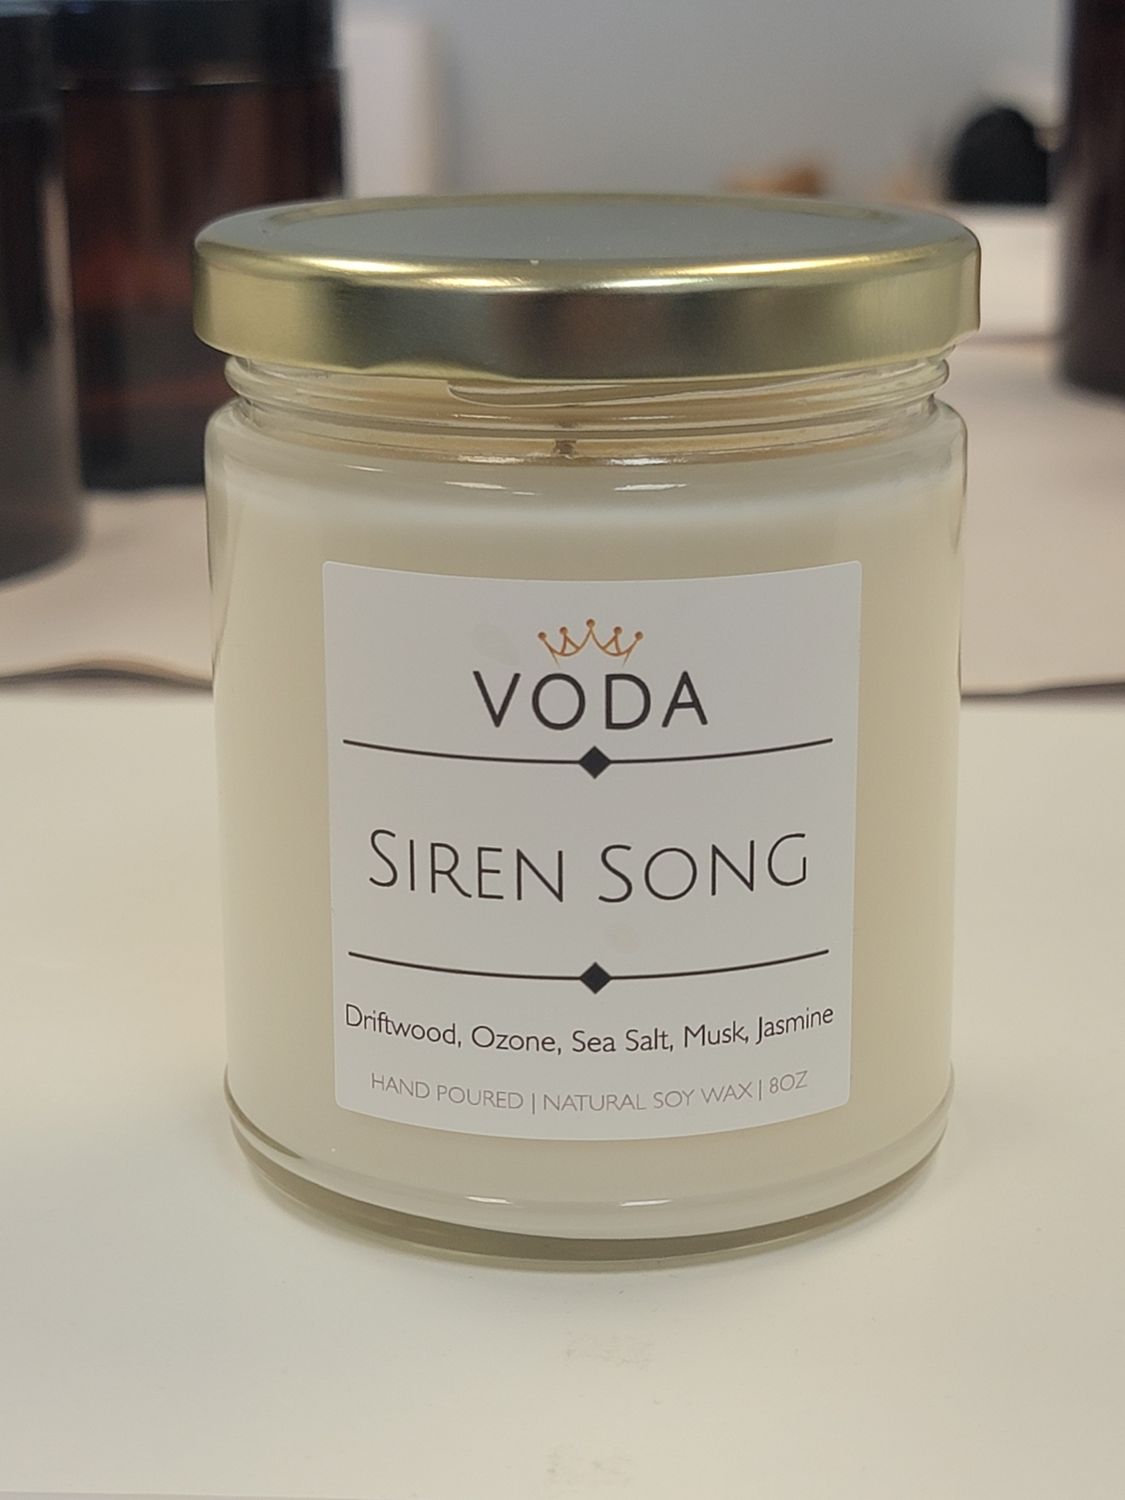 VODA
SIREN SONG
Driftwood, Ozone, Sea Salt, Musk, Jasmine
HAND POURED | NATURAL SOY WAX | 8OZ